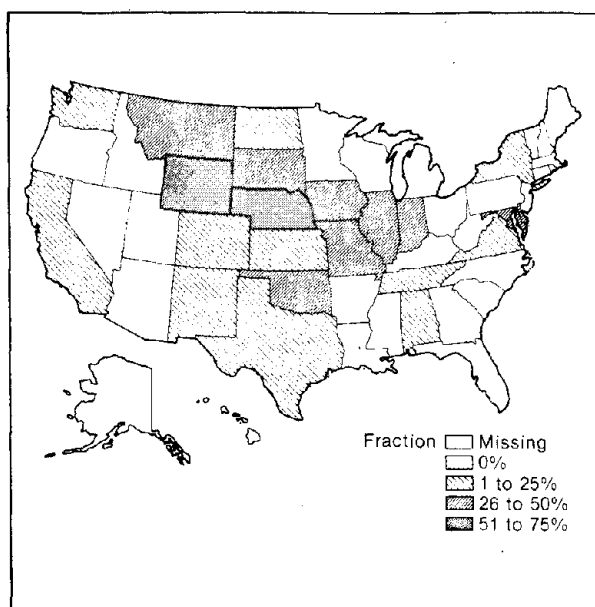 Fraction Missing
0%
1 to 25%
26 to 50%
51 to 75%